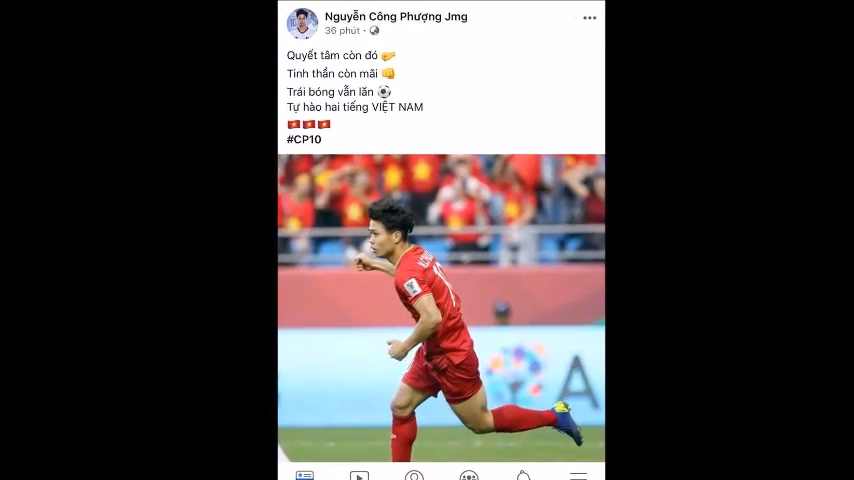 Nguyễn Công Phượng Jmg
36 phút
Quyết tâm còn đó
Tinh thần còn mãi
Trái bóng vẫn lăn
Tự hào hai tiếng VIỆT NAM
#CP10
10
A